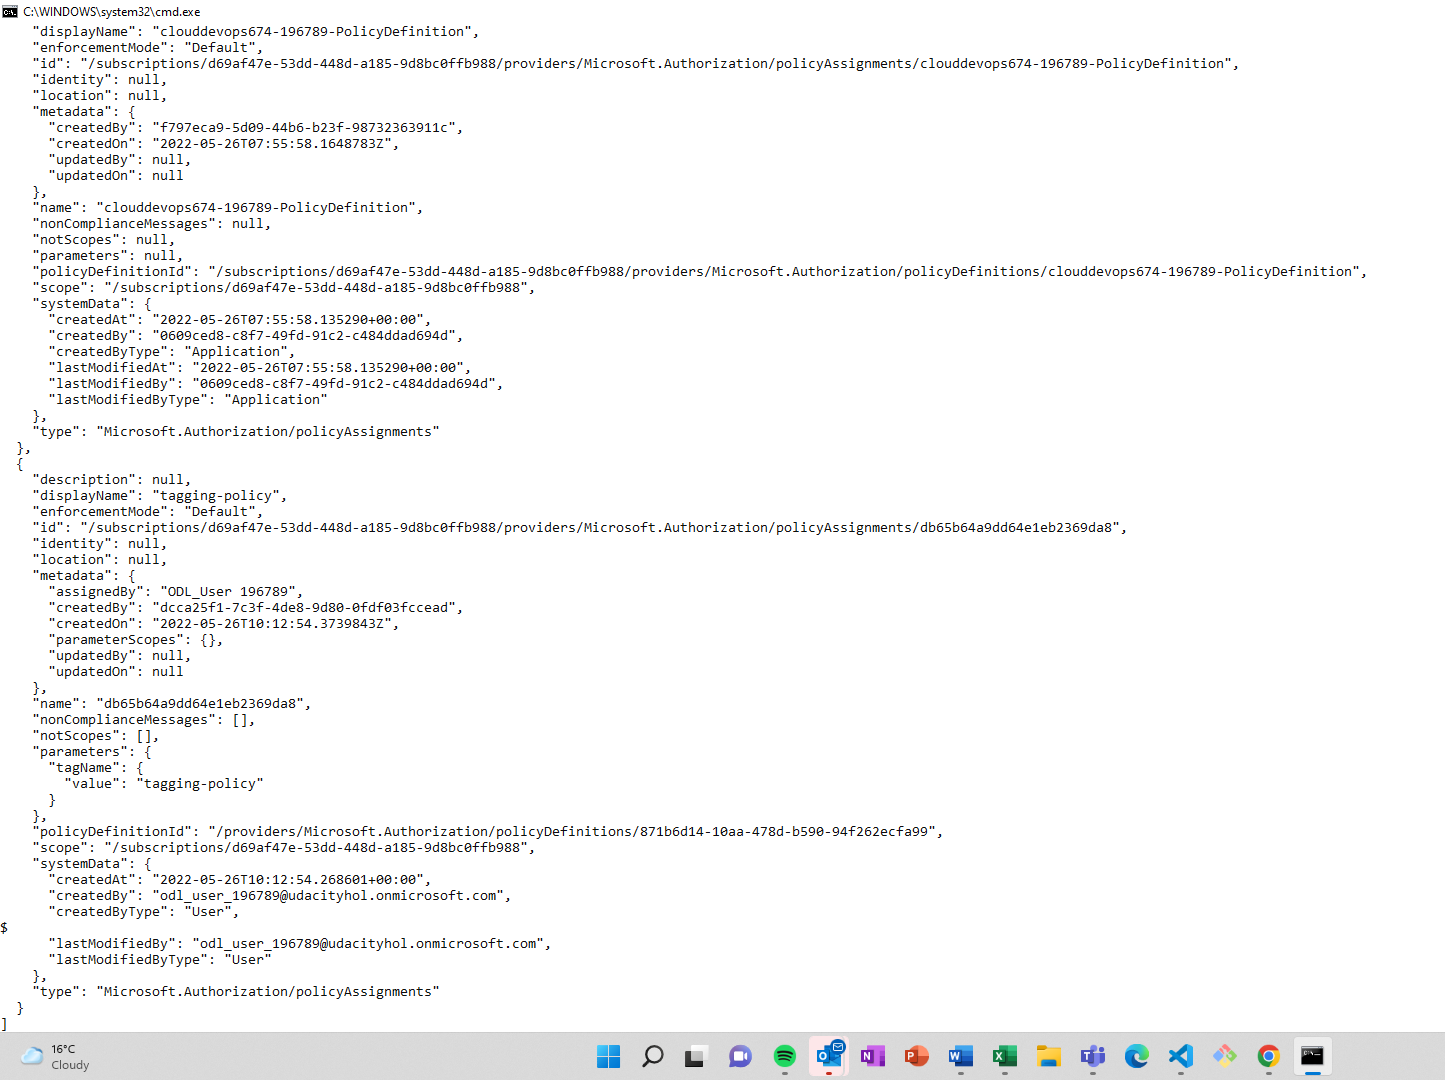 C:\WINDOWS\system32\cmd.exe
    "displayName": "clouddevops674-196789-PolicyDefinition",
    "enforcementMode": "Default",
    "id": "/subscriptions/d69af47e-53dd-448d-a185-9d8bc0ffb988/providers/Microsoft.Authorization/policyAssignments/clouddevops674-196789-PolicyDefinition",
    "identity": null,
    "location": null,
    "metadata": {
      "createdBy": "f797eca9-5d09-44b6-b23f-98732363911c",
      "createdOn": "2022-05-26T07:55:58.1648783Z",
      "updatedBy": null,
      "updatedOn": null
    },
    "name": "clouddevops674-196789-PolicyDefinition",
    "nonComplianceMessages": null,
    "notScopes": null,
    "parameters": null,
    "policyDefinitionId": "/subscriptions/d69af47e-53dd-448d-a185-9d8bc0ffb988/providers/Microsoft.Authorization/policyDefinitions/clouddevops674-196789-PolicyDefinition",
    "scope": "/subscriptions/d69af47e-53dd-448d-a185-9d8bc0ffb988",
    "systemData": {
      "createdAt": "2022-05-26T07:55:58.135290+00:00",
      "createdBy": "0609ced8-c8f7-49fd-91c2-c484ddad694d",
      "createdByType": "Application",
      "lastModifiedAt": "2022-05-26T07:55:58.135290+00:00",
      "lastModifiedBy": "0609ced8-c8f7-49fd-91c2-c484ddad694d",
      "lastModifiedByType": "Application"
    },
    "type": "Microsoft.Authorization/policyAssignments"
  },
  {
    "description": null,
    "displayName": "tagging-policy",
    "enforcementMode": "Default",
    "id": "/subscriptions/d69af47e-53dd-448d-a185-9d8bc0ffb988/providers/Microsoft.Authorization/policyAssignments/db65b64a9dd64e1eb2369da8",
    "identity": null,
    "location": null,
    "metadata": {
      "assignedBy": "ODL_User 196789",
      "createdBy": "dcca25f1-7c3f-4de8-9d80-0fdf03fccead",
      "createdOn": "2022-05-26T10:12:54.3739843Z",
      "parameterScopes": {},
      "updatedBy": null,
      "updatedOn": null
    },
    "name": "db65b64a9dd64e1eb2369da8",
    "nonComplianceMessages": [],
    "notScopes": [],
    "parameters": {
      "tagName": {
        "value": "tagging-policy"
      }
    },
    "policyDefinitionId": "/providers/Microsoft.Authorization/policyDefinitions/871b6d14-10aa-478d-b590-94f262ecfa99",
    "scope": "/subscriptions/d69af47e-53dd-448d-a185-9d8bc0ffb988",
    "systemData": {
      "createdAt": "2022-05-26T10:12:54.268601+00:00",
      "createdBy": "odl_user_196789@udacityhol.onmicrosoft.com",
      "createdByType": "User",
$
      "lastModifiedBy": "odl_user_196789@udacityhol.onmicrosoft.com",
      "lastModifiedByType": "User"
    },
    "type": "Microsoft.Authorization/policyAssignments"
  }
]
16°C
Cloudy